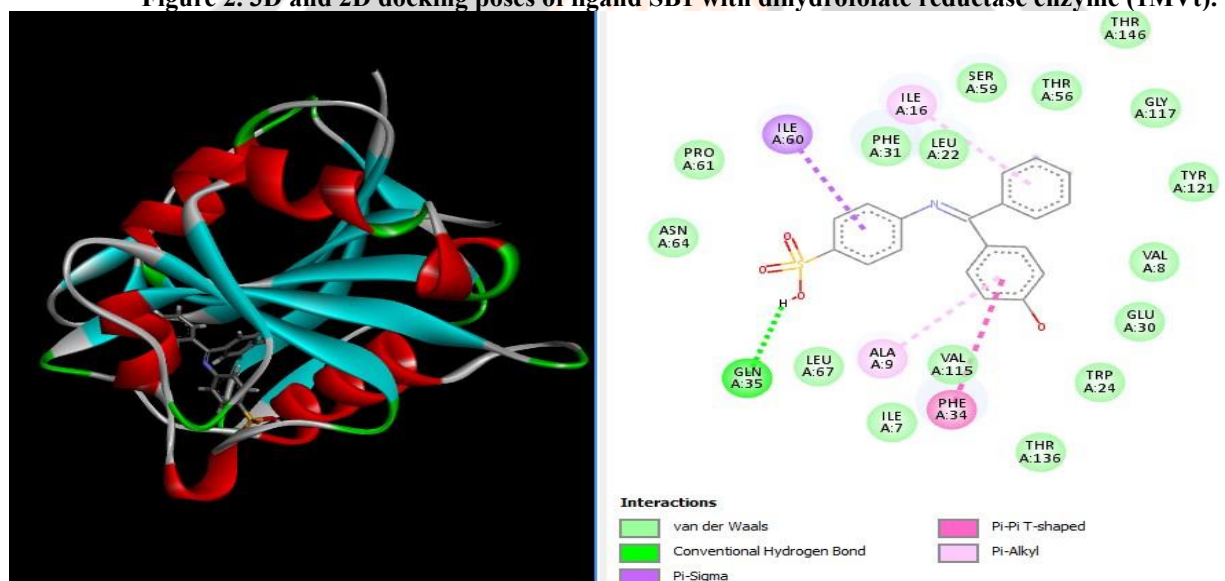 Figure 2: 3D and 2D docking poses of ligand SB1 with dihydrofolate reductase enzyme (1MVt).
THR
A:146
SER
A:59
THR
A:56
ILE
A:16
GLY
A:117
ILE
A:60
PHE
A:31
LEU
A:22
PRO
A:61
TYR
A:121
N
ASN
A:64
O
O
S
O
H
VAL
A:8
GLU
A:30
O
GLN
A:35
LEU
A:67
ALA
A:9
VAL
A:115
TRP
A:24
PHE
A:34
ILE
A:7
THR
A:136
Interactions
van der Waals
Conventional Hydrogen Bond
Pi-Sigma
Pi-Pi T-shaped
Pi-Alkyl